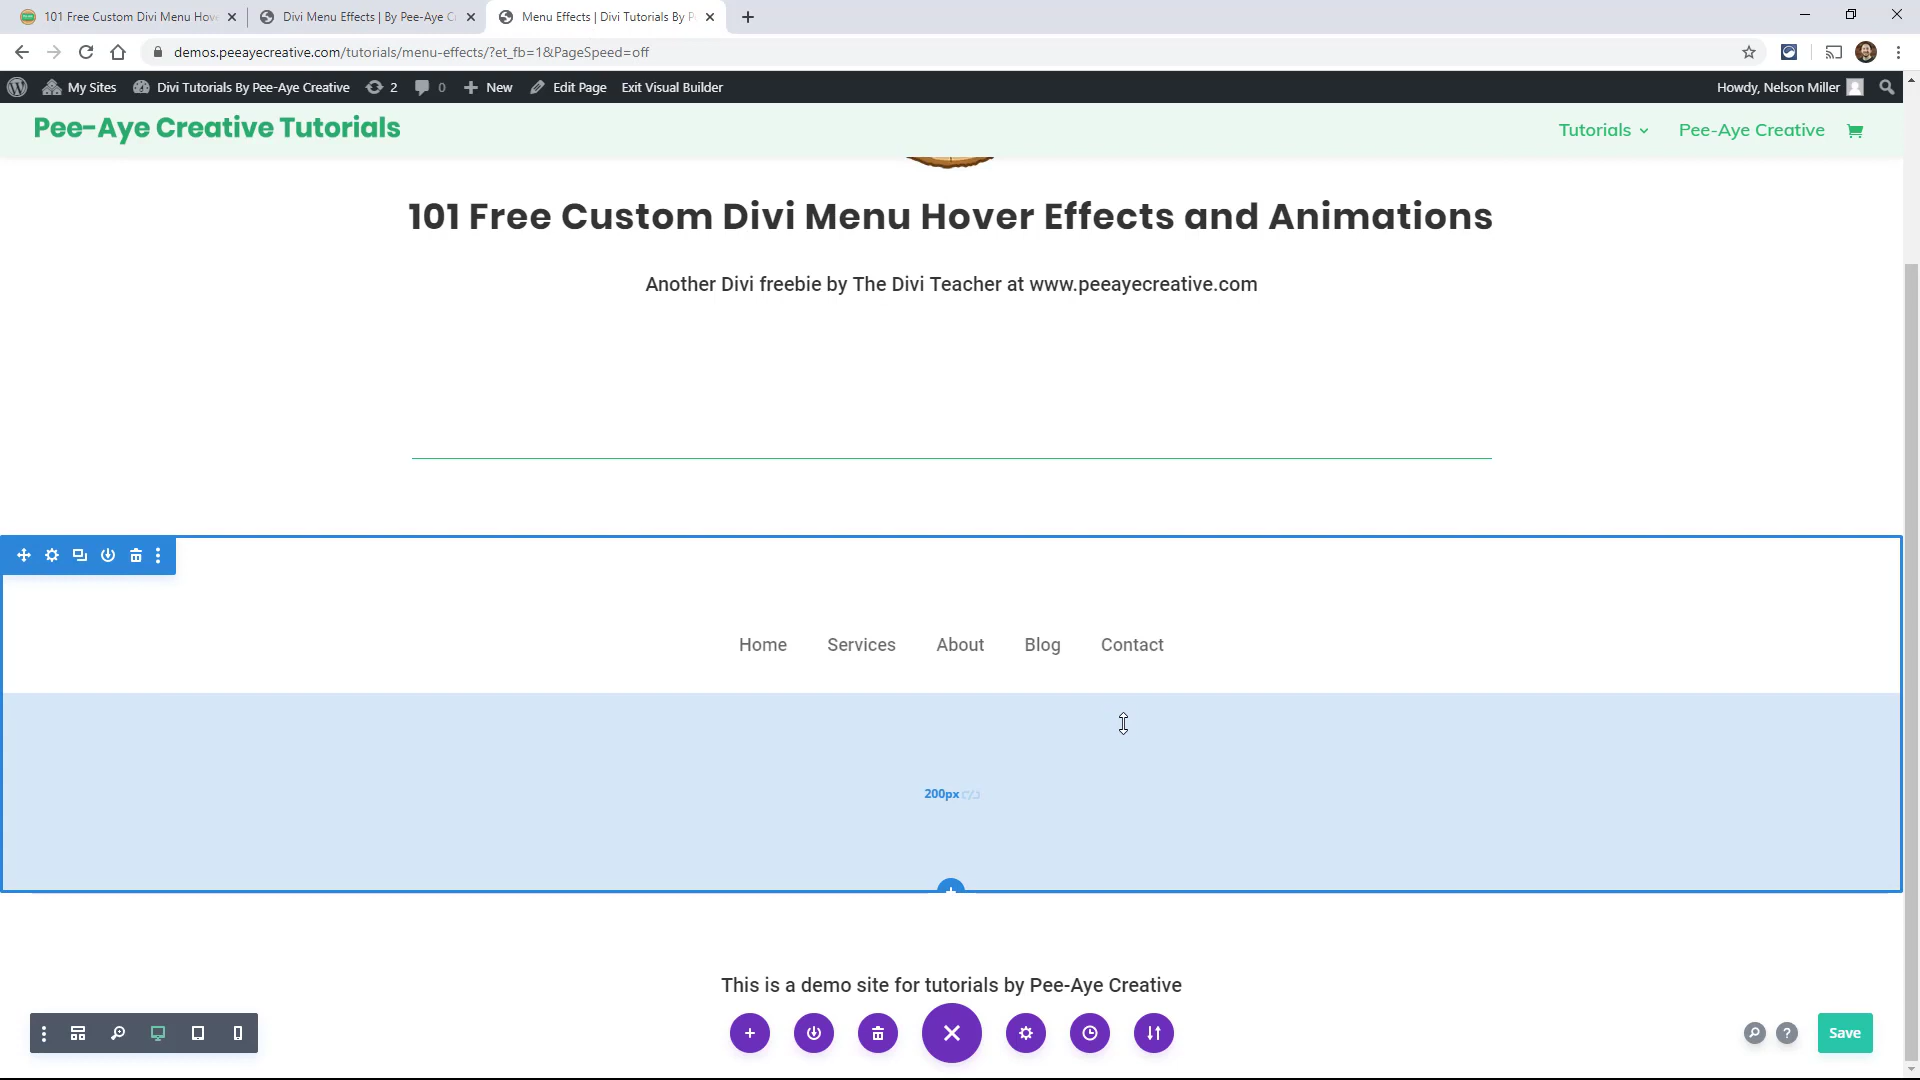 101 Free Custom Divi Menu Hov
Divi Menu Effects | By Pee-Aye C
Menu Effects | Divi Tutorials By P
demos.peeayecreative.com/tutorials/menu-effects/?et_fb=1&PageSpeed=off
My Sites
Divi Tutorials By Pee-Aye Creative
2
0
New
Edit Page
Exit Visual Builder
Howdy, Nelson Miller
Pee-Aye Creative Tutorials
Tutorials
Pee-Aye Creative
101 Free Custom Divi Menu Hover Effects and Animations
Another Divi freebie by The Divi Teacher at www.peeayecreative.com
Home
Services
About
Blog
Contact
200px
This is a demo site for tutorials by Pee-Aye Creative
Save